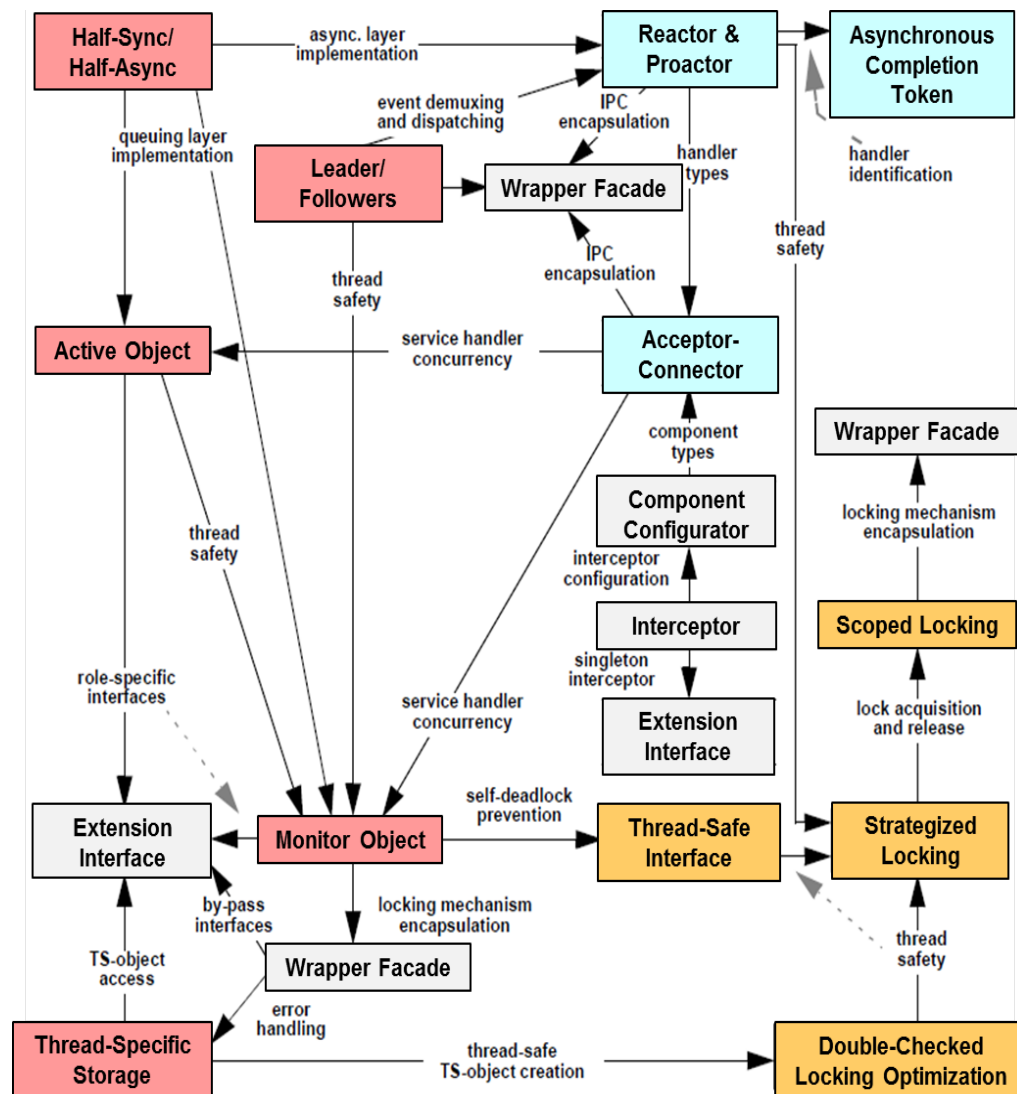 Half-Sync/
Half-Async
async. layer
implementation
Reactor &
Proactor
Asynchronous
Completion
Token
event demuxing
and dispatching
IPC
encapsulation
queuing layer
implementation
handler
types
handler
identification
Leader/
Followers
Wrapper Facade
thread
safety
IPC
encapsulation
thread
safety
Active Object
service handler
concurrency
Acceptor-
Connector
component
types
Wrapper Facade
Component
Configurator
locking mechanism
encapsulation
thread
safety
interceptor
configuration
Interceptor
Scoped Locking
singleton
interceptor
role-specific
interfaces
service handler
concurrency
Extension
Interface
lock acquisition
and release
self-deadlock
prevention
Extension
Interface
Monitor Object
Thread-Safe
Interface
Strategized
Locking
by-pass
interfaces
locking mechanism
encapsulation
thread
safety
TS-object
access
Wrapper Facade
error
handling
Thread-Specific
Storage
thread-safe
TS-object creation
Double-Checked
Locking Optimization